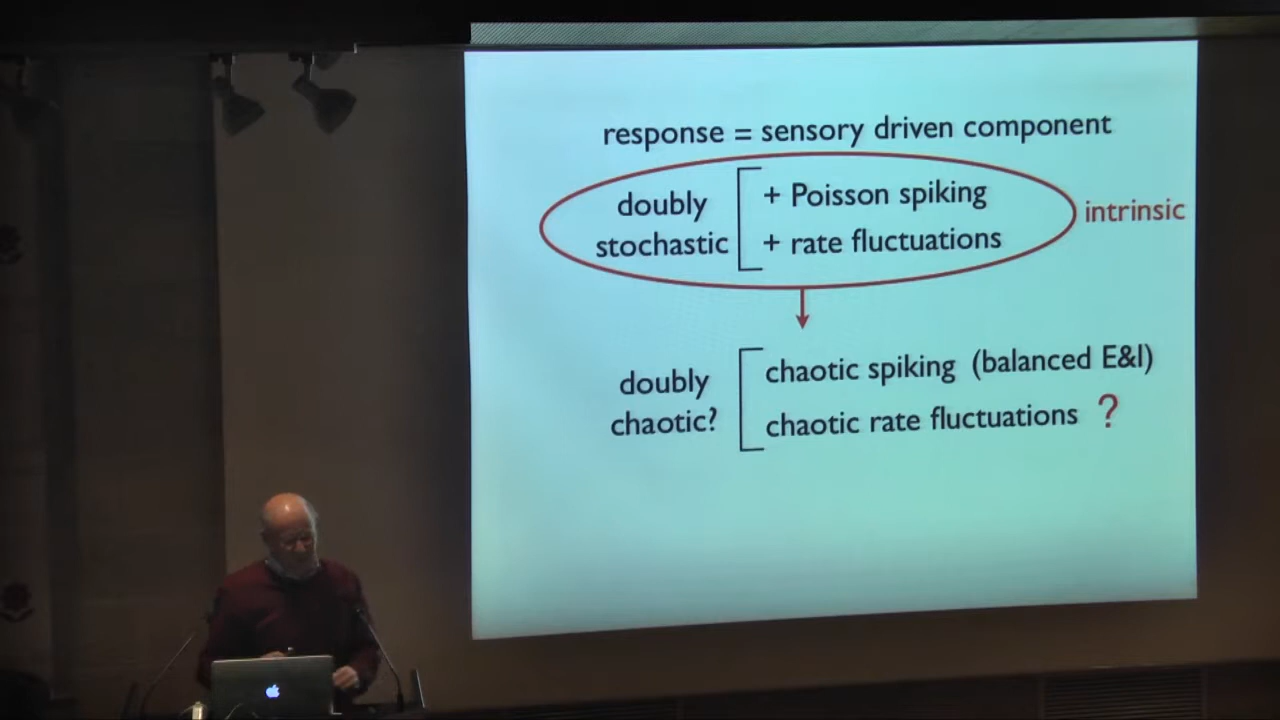 response = sensory driven component
doubly stochastic
+ Poisson spiking
+ rate fluctuations
intrinsic
doubly chaotic?
chaotic spiking (balanced E&I)
chaotic rate fluctuations ?